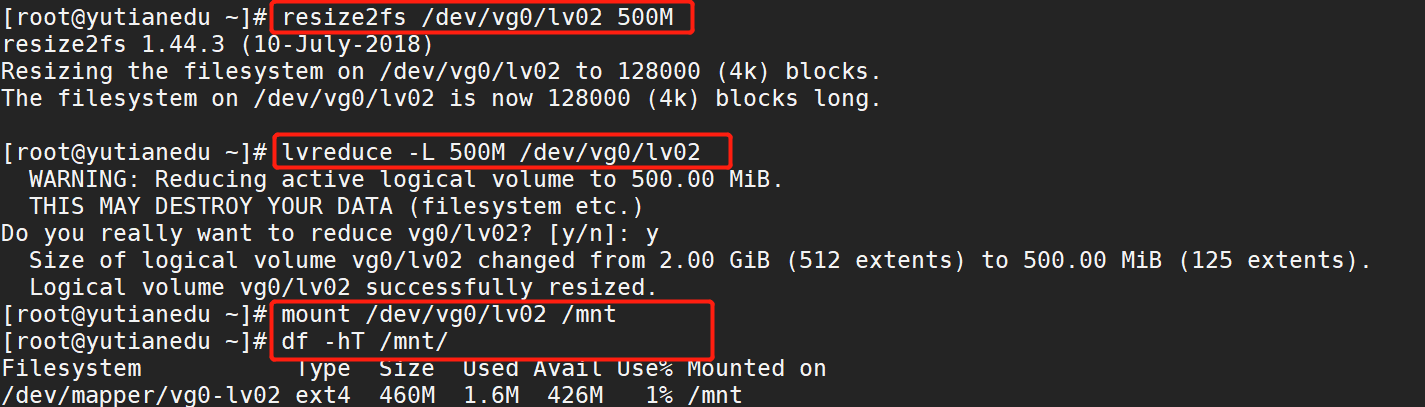 [root@yutianedu ~]# resize2fs /dev/vg0/lv02 500M
resize2fs 1.44.3 (10-July-2018)
Resizing the filesystem on /dev/vg0/lv02 to 128000 (4k) blocks.
The filesystem on /dev/vg0/lv02 is now 128000 (4k) blocks long.
[root@yutianedu ~]# lvreduce -L 500M /dev/vg0/lv02
WARNING: Reducing active logical volume to 500.00 MiB.
THIS MAY DESTROY YOUR DATA (filesystem etc.)
Do you really want to reduce vg0/lv02? [y/n]: y
Size of logical volume vg0/lv02 changed from 2.00 GiB (512 extents) to 500.00 MiB (125 extents).
Logical volume vg0/lv02 successfully resized.
[root@yutianedu ~]# mount /dev/vg0/lv02 /mnt
[root@yutianedu ~]# df -hT /mnt/
Filesystem Type Size Used Avail Use% Mounted on
/dev/mapper/vg0-lv02 ext4 460M 1.6M 426M 1% /mnt